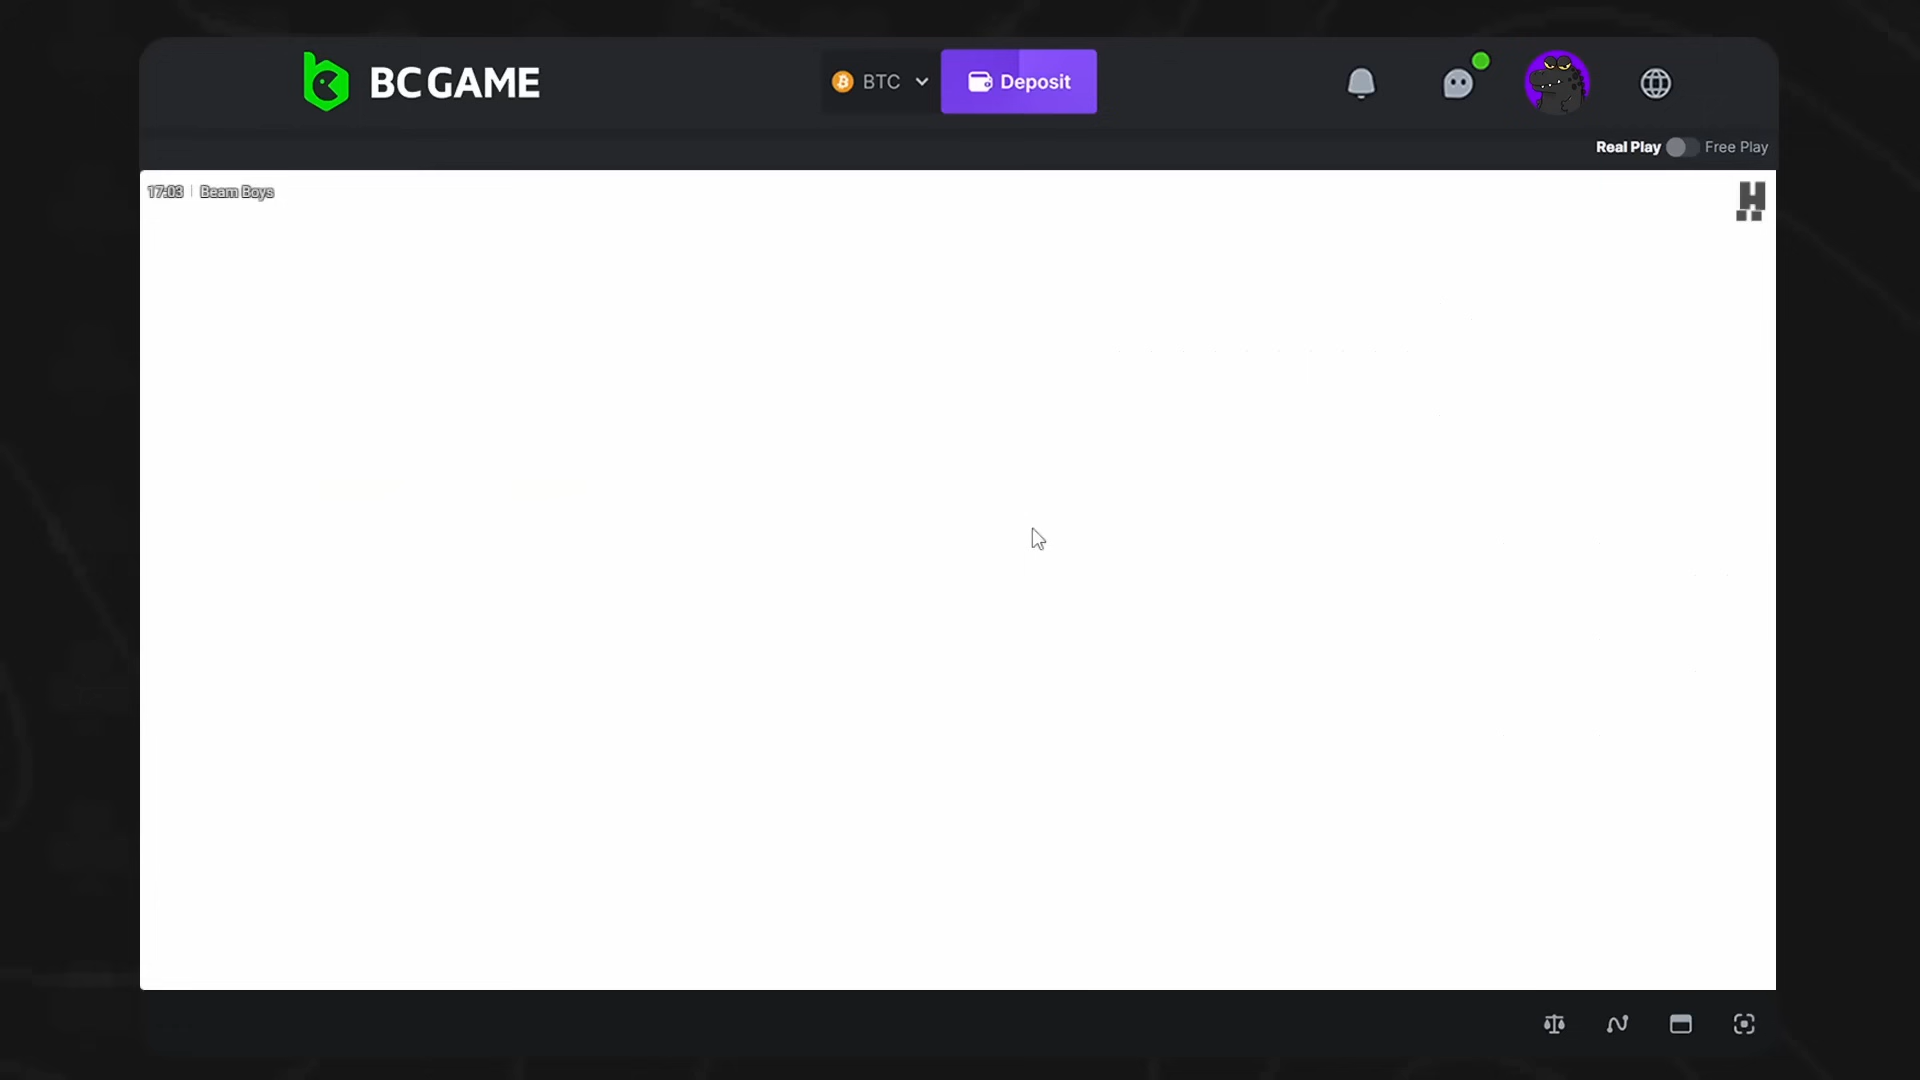 BC GAME
BTC
Deposit
Real Play
Free Play
17:03 | Beam Boys